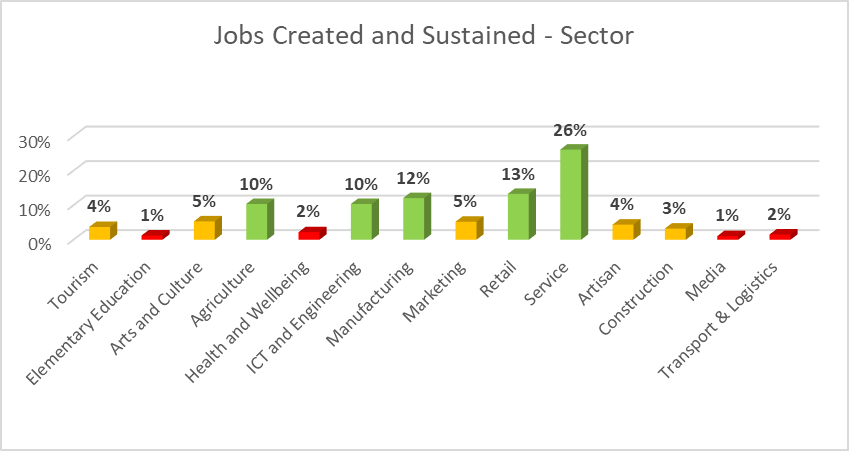 Jobs Created and Sustained - Sector
30%
20%
10%
0%
4%
1%
5%
10%
2%
10%
12%
5%
13%
26%
4%
3%
1%
2%
Tourism
Elementary Education
Arts and Culture
Agriculture
Health and Wellbeing
ICT and Engineering
Manufacturing
Marketing
Retail
Service
Artisan
Construction
Media
Transport & Logistics